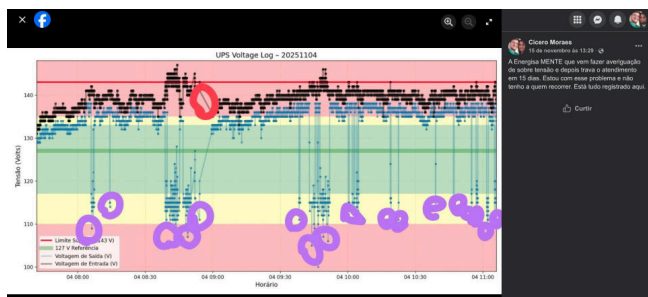 Cicero Moraes
15 de novembro às 13:29
A Energisa MENTE que vem fazer averiguação
de sobre tensão e depois trava o atendimento
em 15 dias. Estou com esse problema e não
tenho a quem recorrer. Está tudo registrado aqui.
Curtir
UPS Voltage Log - 20251104
Tensão (Volts)
140
130
120
110
100
Limite Su (143 V)
127 V Referência
Voltagem de Saída (V)
Voltagem de Entrada (V)
04 08:00
04 08:30
04 09:00
04 09:30
04 10:00
04 10:30
04 11:00
Horário